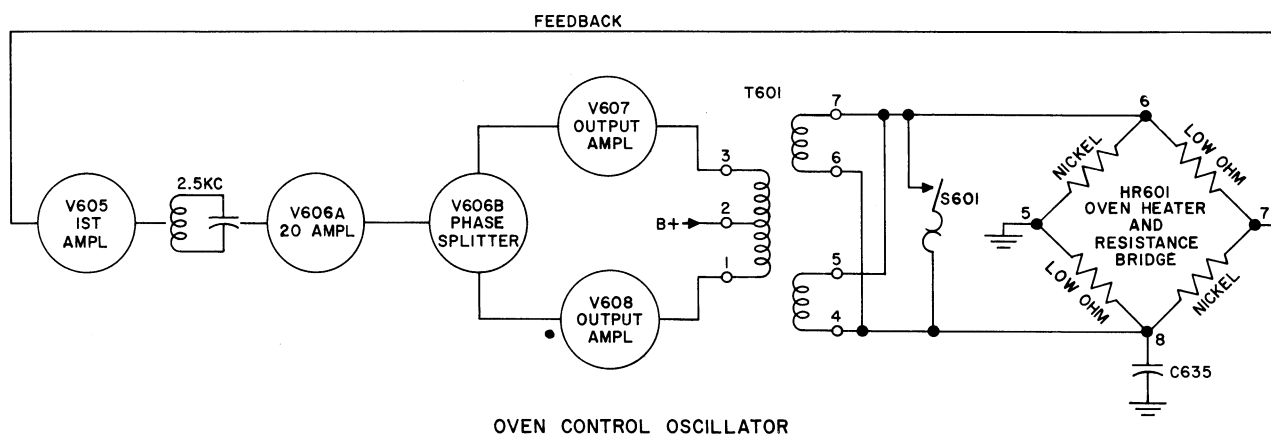 FEEDBACK
V605
1ST
AMPL
2.5KC
V606A
20 AMPL
V606B
PHASE
SPLITTER
V607
OUTPUT
AMPL
V608
OUTPUT
AMPL
3
B+
2
1
T601
7
6
5
4
S601
6
NICKEL
LOW OHM
5
HR601
OVEN HEATER
AND
RESISTANCE
BRIDGE
7
LOW OHM
NICKEL
8
C635
OVEN CONTROL OSCILLATOR